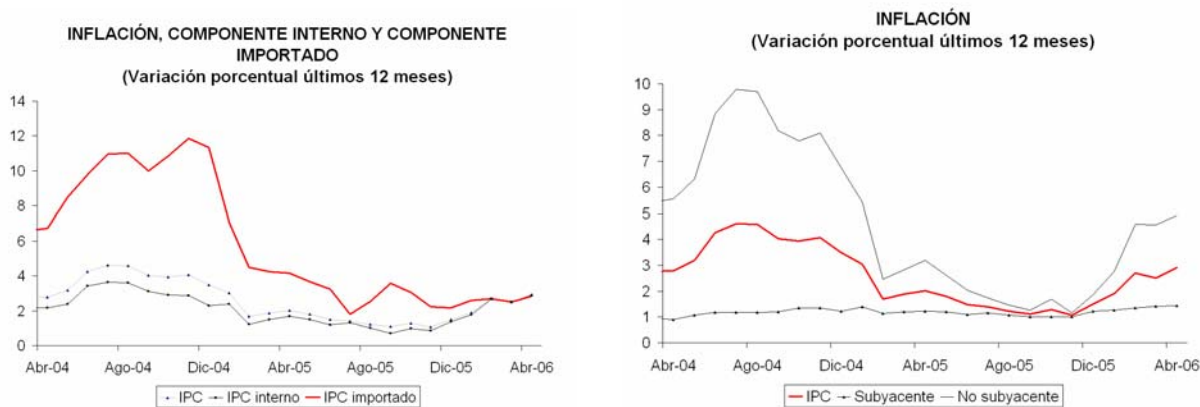 INFLACIÓN, COMPONENTE INTERNO Y COMPONENTE
IMPORTADO
(Variación porcentual últimos 12 meses)
14
12
10
8
6
4
2
0
Abr-04 Ago-04 Dic-04 Abr-05 Ago-05 Dic-05 Abr-06
IPC IPC interno IPC importado
INFLACIÓN
(Variación porcentual últimos 12 meses)
10
9
8
7
6
5
4
3
2
1
0
Abr-04 Ago-04 Dic-04 Abr-05 Ago-05 Dic-05 Abr-06
IPC Subyacente No subyacente